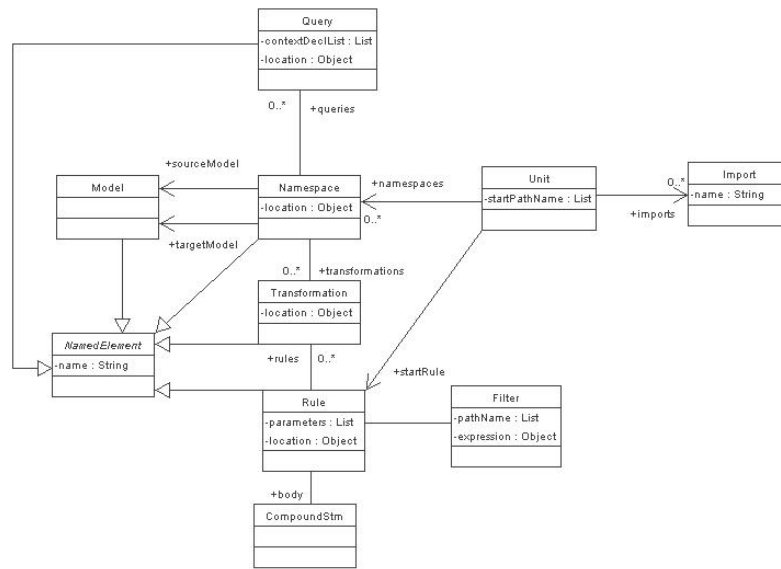 Query
-contextDeclList : List
-location : Object
0..*
+queries
+sourceModel
Model
Namespace
-location : Object
+namespaces
0..*
Unit
-startPathName : List
0..*
+imports
Import
-name : String
+targetModel
0..*
+transformations
Transformation
-location : Object
NamedElement
-name : String
+rules
0..*
+startRule
Rule
-parameters : List
-location : Object
Filter
-pathName : List
-expression : Object
+body
CompoundStm